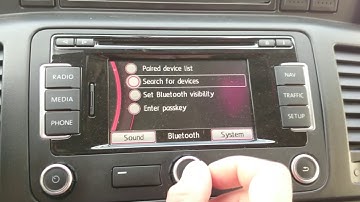 Paired device list
Search for devices
Set Bluetooth visibility
Enter passkey
Sound
Bluetooth
System
RADIO
MEDIA
PHONE
NAV
TRAFFIC
SETUP